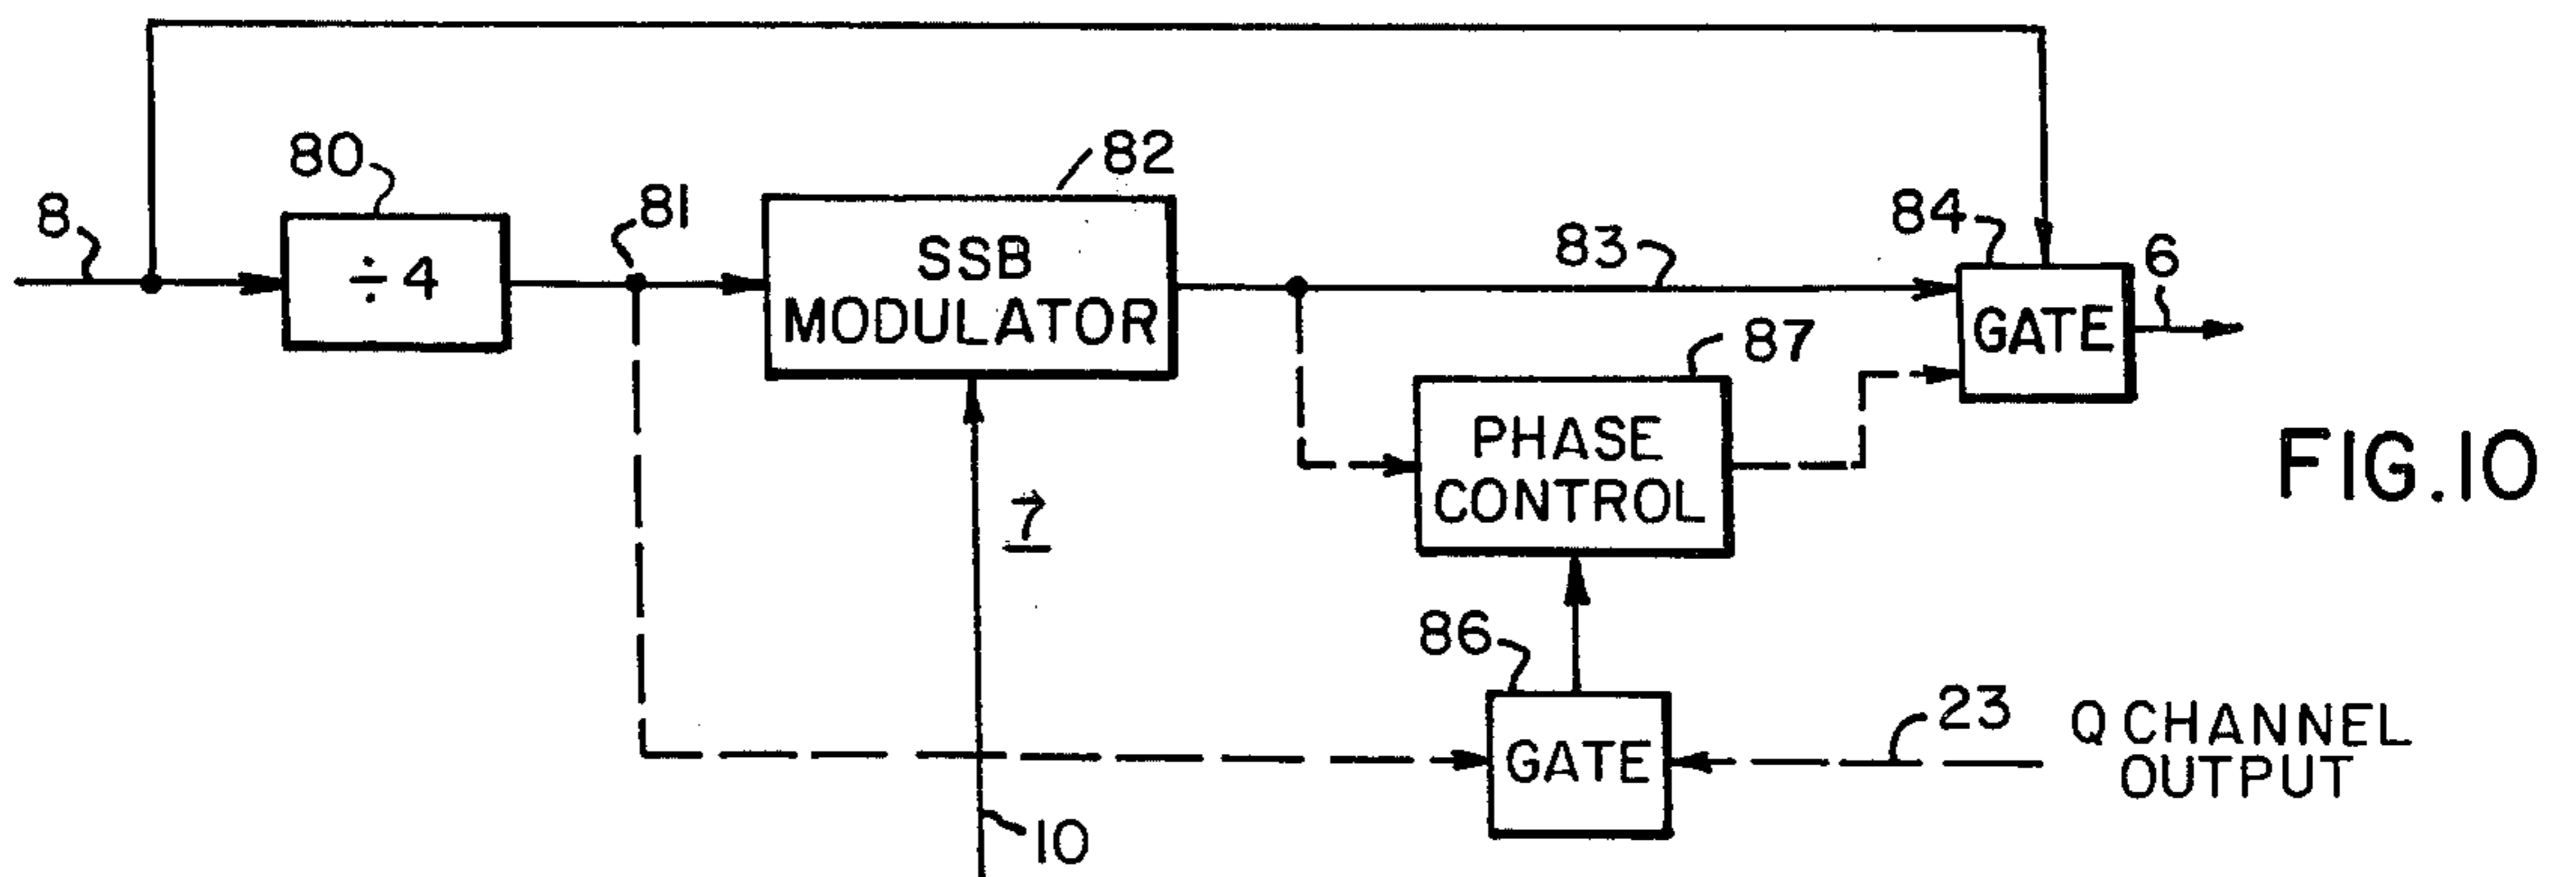 8
80
÷4
81
82
SSB
MODULATOR
83
84
GATE
6
87
PHASE
CONTROL
7
86
GATE
23
Q CHANNEL
OUTPUT
10
FIG.10